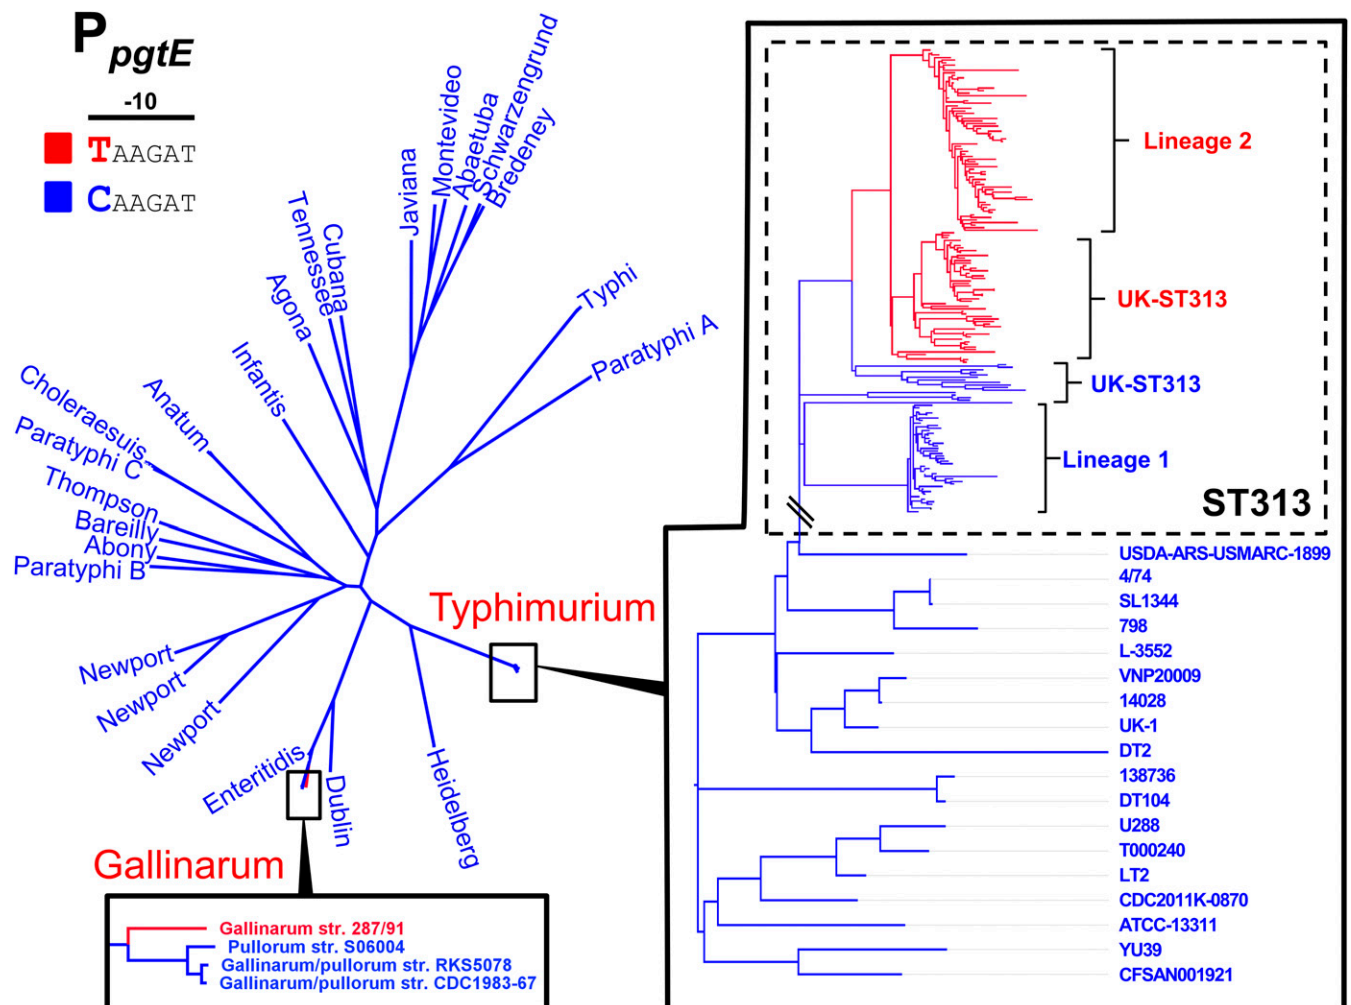 P pgtE
-10
TAAGAT
CAAGAT
Javiana
Montevideo
Abaetuba
Schwarzengrund
Bredeney
Tennessee
Cubana
Agona
Typhi
Paratyphi A
Infantis
Anatum
Choleraesuis
Paratyphi C
Thompson
Bareilly
Abony
Paratyphi B
Newport
Newport
Newport
Enteritidis
Dublin
Heidelberg
Typhimurium
Gallinarum
Gallinarum str. 287/91
Pullorum str. S06004
Gallinarum/pullorum str. RKS5078
Gallinarum/pullorum str. CDC1983-67
Lineage 2
UK-ST313
UK-ST313
Lineage 1
ST313
USDA-ARS-USMARC-1899
4/74
SL1344
798
L-3552
VNP20009
14028
UK-1
DT2
138736
DT104
U288
T000240
LT2
CDC2011K-0870
ATCC-13311
YU39
CFSAN001921